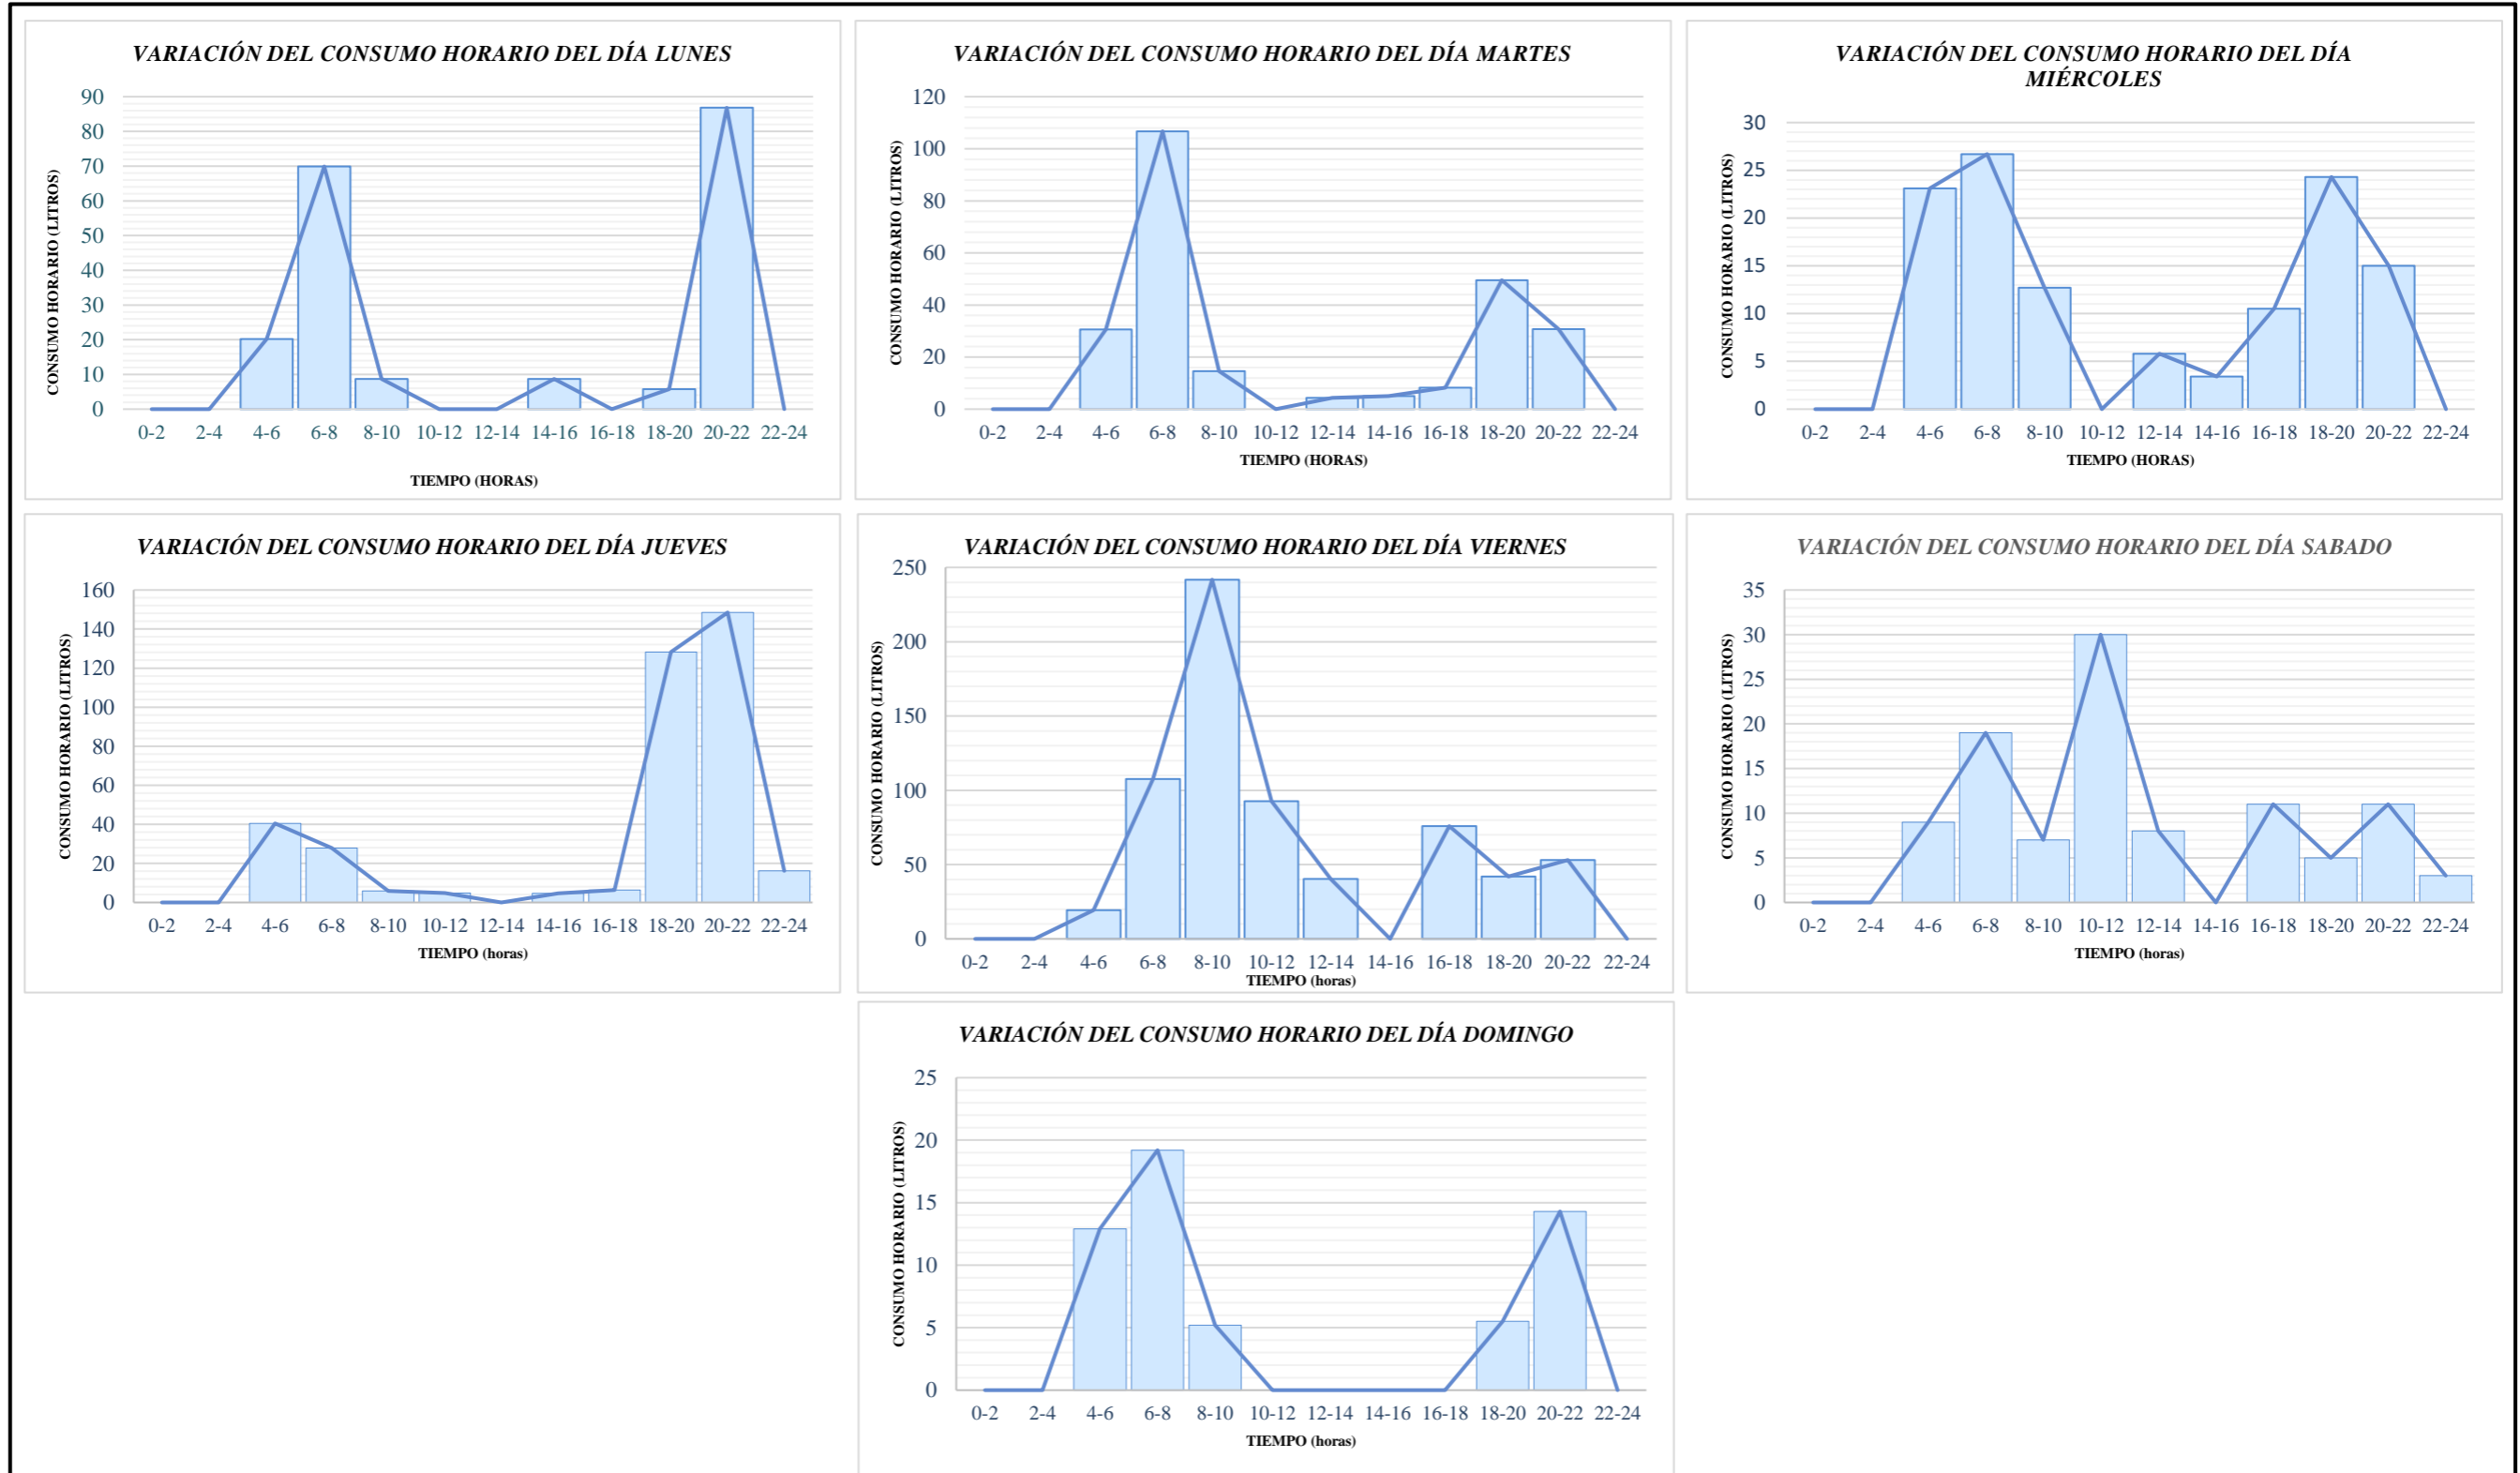 VARIACIÓN DEL CONSUMO HORARIO DEL DÍA LUNES
90
80
70
60
50
40
30
20
10
0
CONSUMO HORARIO (LITROS)
0-2 2-4 4-6 6-8 8-10 10-12 12-14 14-16 16-18 18-20 20-22 22-24
TIEMPO (HORAS)
VARIACIÓN DEL CONSUMO HORARIO DEL DÍA MARTES
120
100
80
60
40
20
0
CONSUMO HORARIO (LITROS)
0-2 2-4 4-6 6-8 8-10 10-12 12-14 14-16 16-18 18-20 20-22 22-24
TIEMPO (HORAS)
VARIACIÓN DEL CONSUMO HORARIO DEL DÍA
MIÉRCOLES
30
25
20
15
10
5
0
CONSUMO HORARIO (LITROS)
0-2 2-4 4-6 6-8 8-10 10-12 12-14 14-16 16-18 18-20 20-22 22-24
TIEMPO (HORAS)
VARIACIÓN DEL CONSUMO HORARIO DEL DÍA JUEVES
160
140
120
100
80
60
40
20
0
CONSUMO HORARIO (LITROS)
0-2 2-4 4-6 6-8 8-10 10-12 12-14 14-16 16-18 18-20 20-22 22-24
TIEMPO (horas)
VARIACIÓN DEL CONSUMO HORARIO DEL DÍA VIERNES
250
200
150
100
50
0
CONSUMO HORARIO (LITROS)
0-2 2-4 4-6 6-8 8-10 10-12 12-14 14-16 16-18 18-20 20-22 22-24
TIEMPO (horas)
VARIACIÓN DEL CONSUMO HORARIO DEL DÍA SABADO
35
30
25
20
15
10
5
0
CONSUMO HORARIO (LITROS)
0-2 2-4 4-6 6-8 8-10 10-12 12-14 14-16 16-18 18-20 20-22 22-24
TIEMPO (horas)
VARIACIÓN DEL CONSUMO HORARIO DEL DÍA DOMINGO
25
20
15
10
5
0
CONSUMO HORARIO (LITROS)
0-2 2-4 4-6 6-8 8-10 10-12 12-14 14-16 16-18 18-20 20-22 22-24
TIEMPO (horas)